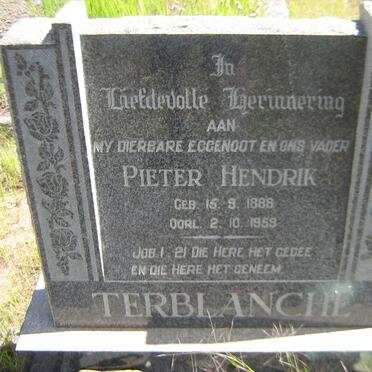 In
Liefdevolle Herinnering
AAN
MY DIERBARE EGGENOOT EN ONS VADER
PIETER HENDRIK
GEB. 15. 9. 1888
OORL. 2. 10. 1959
JOB 1 : 21 DIE HERE HET GEGEE
EN DIE HERE HET GENEEM.
TERBLANCHE